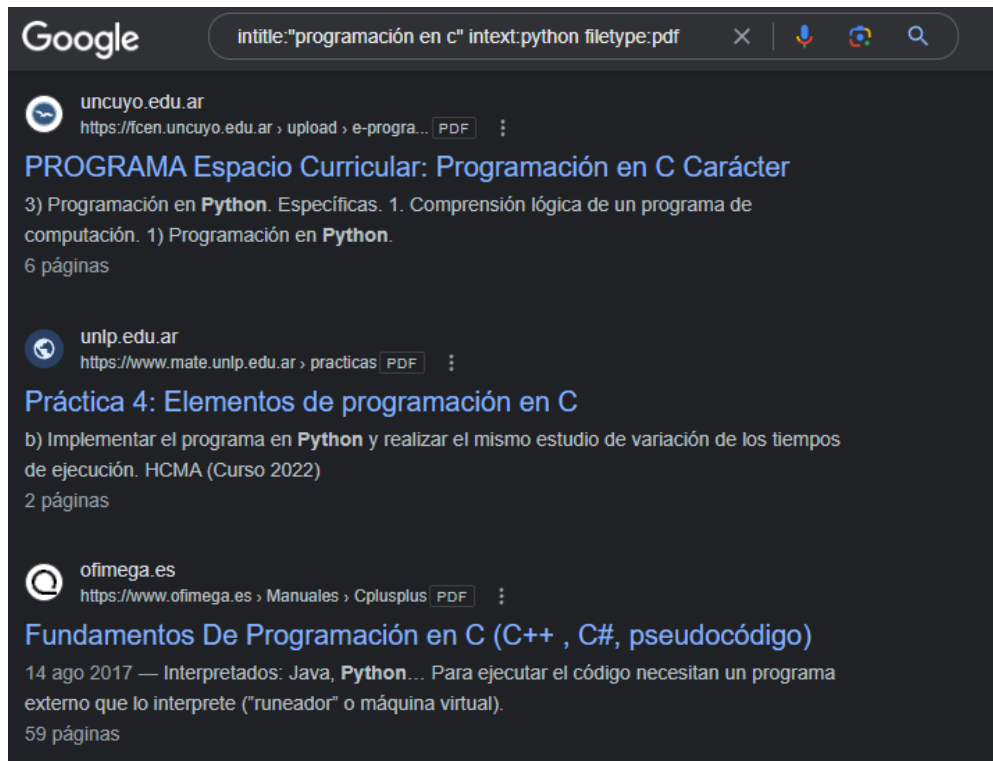 Google
intitle:"programación en c" intext:python filetype:pdf
uncuyo.edu.ar
https://fcen.uncuyo.edu.ar › upload › e-progra... PDF
PROGRAMA Espacio Curricular: Programación en C Carácter
3) Programación en Python. Específicas. 1. Comprensión lógica de un programa de
computación. 1) Programación en Python.
6 páginas
unlp.edu.ar
https://www.mate.unlp.edu.ar › practicas PDF
Práctica 4: Elementos de programación en C
b) Implementar el programa en Python y realizar el mismo estudio de variación de los tiempos
de ejecución. HCMA (Curso 2022)
2 páginas
ofimega.es
https://www.ofimega.es › Manuales › Cplusplus PDF
Fundamentos De Programación en C (C++ , C#, pseudocódigo)
14 ago 2017 — Interpretados: Java, Python… Para ejecutar el código necesitan un programa
externo que lo interprete ("runeador" o máquina virtual).
59 páginas